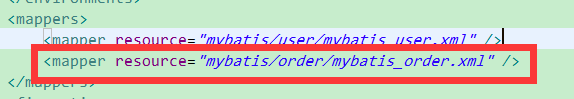 </environments>
<mappers>
<mapper resource="mybatis/user/mybatis_user.xml" />
<mapper resource="mybatis/order/mybatis_order.xml" />
</mappers>